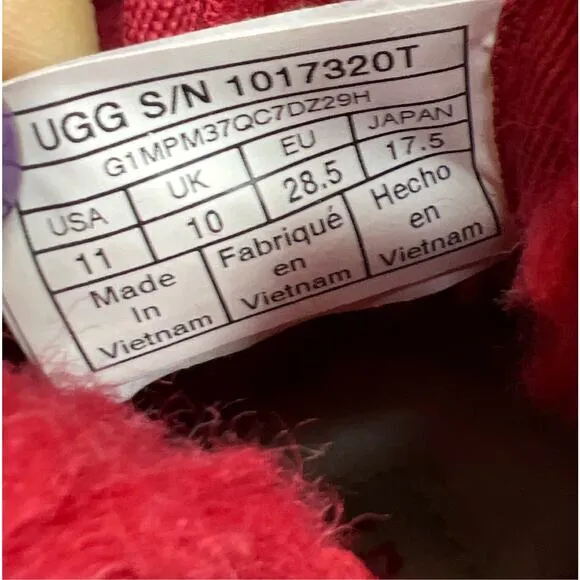 UGG S/N 1017320T
G1MPM37QC7DZ29H
USA UK EU JAPAN
11 10 28.5 17.5
Made In Vietnam
Fabriqué en Vietnam
Hecho en Vietnam